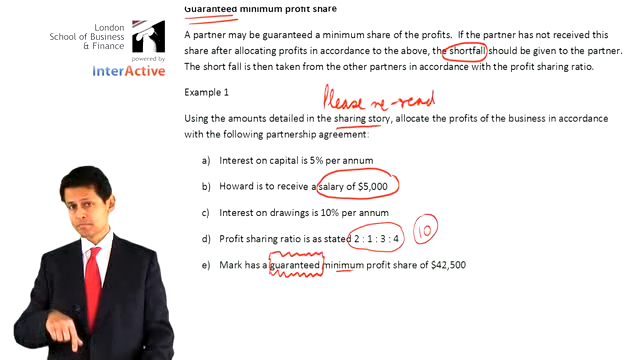 London
School of Business
& Finance
powered by
InterActive
Guaranteed minimum profit share
A partner may be guaranteed a minimum share of the profits. If the partner has not received this
share after allocating profits in accordance to the above, the shortfall should be given to the partner.
The short fall is then taken from the other partners in accordance with the profit sharing ratio.
Example 1
Please re-read
Using the amounts detailed in the sharing story, allocate the profits of the business in accordance
with the following partnership agreement:
a) Interest on capital is 5% per annum
b) Howard is to receive a salary of $5,000
c) Interest on drawings is 10% per annum
d) Profit sharing ratio is as stated 2 : 1 : 3 : 4 10
e) Mark has a guaranteed minimum profit share of $42,500